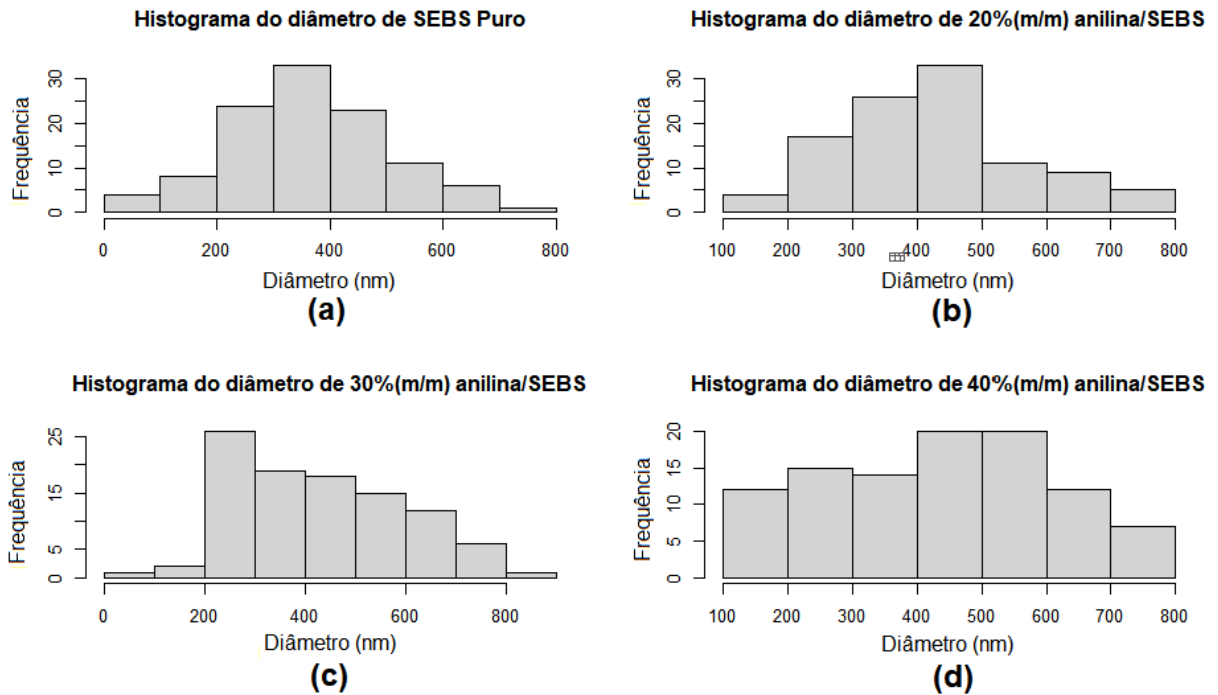 Histograma do diâmetro de SEBS Puro
Frequência
30
20
10
0
0 200 400 600 800
Diâmetro (nm)
(a)
Histograma do diâmetro de 20%(m/m) anilina/SEBS
Frequência
30
20
10
0
100 200 300 400 500 600 700 800
Diâmetro (nm)
(b)
Histograma do diâmetro de 30%(m/m) anilina/SEBS
Frequência
25
15
5
0
0 200 400 600 800
Diâmetro (nm)
(c)
Histograma do diâmetro de 40%(m/m) anilina/SEBS
Frequência
20
15
10
5
0
100 200 300 400 500 600 700 800
Diâmetro (nm)
(d)